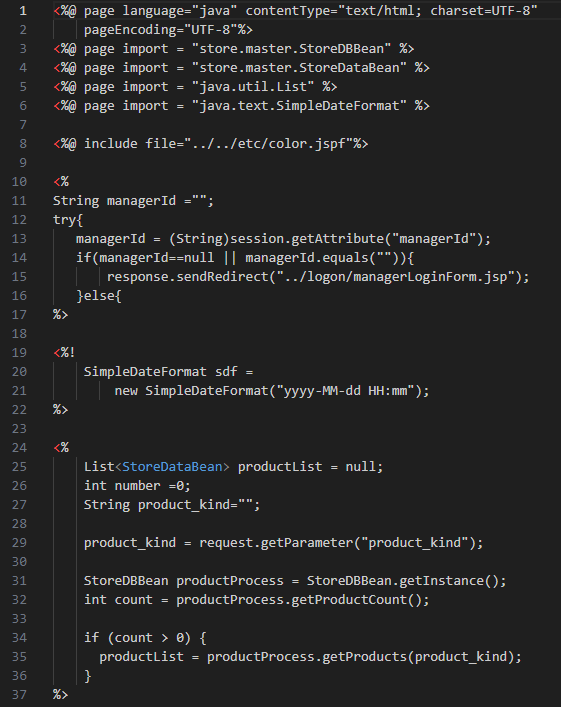 1 <%@ page language="java" contentType="text/html; charset=UTF-8"
2     pageEncoding="UTF-8"%>
3 <%@ page import = "store.master.StoreDBBean" %>
4 <%@ page import = "store.master.StoreDataBean" %>
5 <%@ page import = "java.util.List" %>
6 <%@ page import = "java.text.SimpleDateFormat" %>
7
8 <%@ include file="../../etc/color.jspf"%>
9
10 <%
11 String managerId ="";
12 try{
13    managerId = (String)session.getAttribute("managerId");
14    if(managerId==null || managerId.equals("")){
15        response.sendRedirect("../logon/managerLoginForm.jsp");
16    }else{
17 %>
18
19 <%!
20     SimpleDateFormat sdf =
21         new SimpleDateFormat("yyyy-MM-dd HH:mm");
22 %>
23
24 <%
25     List<StoreDataBean> productList = null;
26     int number =0;
27     String product_kind="";
28
29     product_kind = request.getParameter("product_kind");
30
31     StoreDBBean productProcess = StoreDBBean.getInstance();
32     int count = productProcess.getProductCount();
33
34     if (count > 0) {
35       productList = productProcess.getProducts(product_kind);
36     }
37 %>